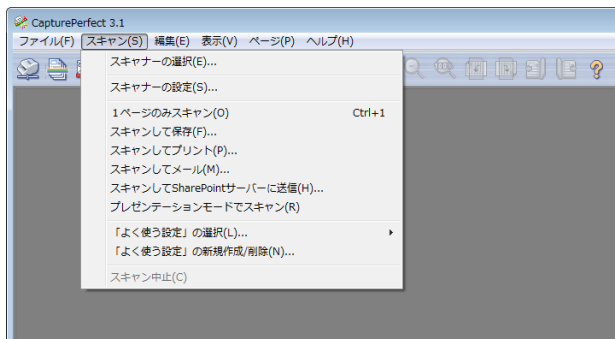 CapturePerfect 3.1
ファイル(F) スキャン(S) 編集(E) 表示(V) ページ(P) ヘルプ(H)
スキャナーの選択(E)...
スキャナーの設定(S)...
1ページのみスキャン(O) Ctrl+1
スキャンして保存(F)...
スキャンしてプリント(P)...
スキャンしてメール(M)...
スキャンしてSharePointサーバーに送信(H)...
プレゼンテーションモードでスキャン(R)
「よく使う設定」の選択(L)...
「よく使う設定」の新規作成/削除(N)...
スキャン中止(C)